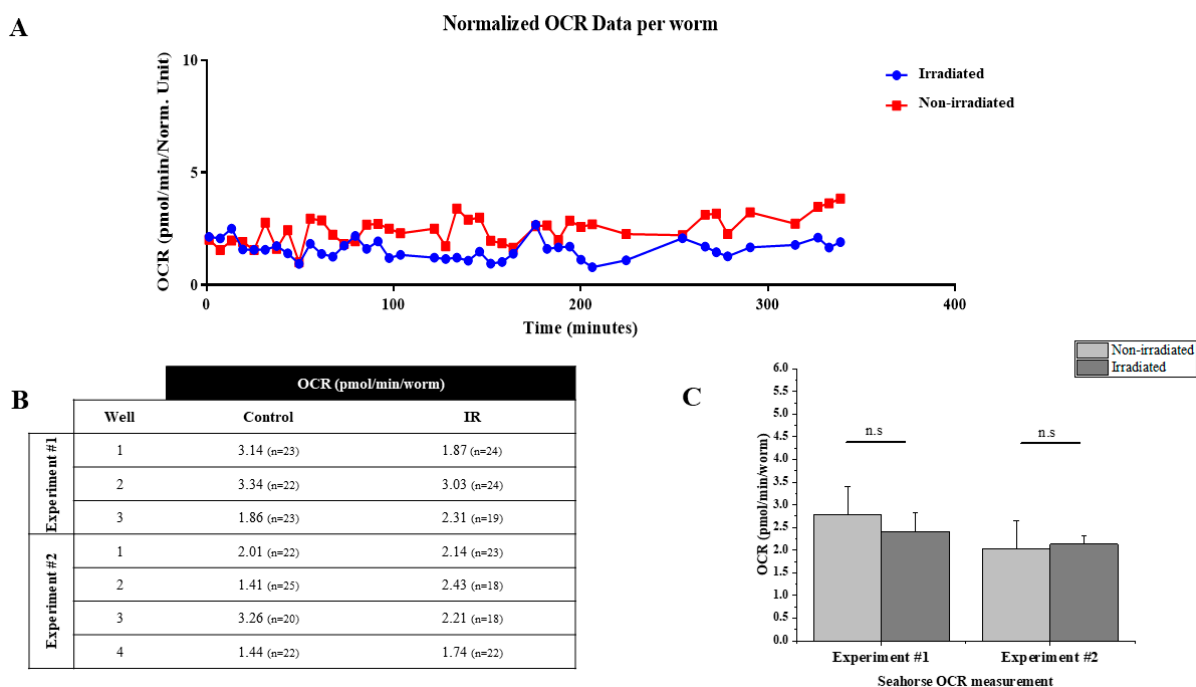 A
Normalized OCR Data per worm
OCR (pmol/min/Norm. Unit)
10
5
0
0 100 200 300 400
Time (minutes)
Irradiated
Non-irradiated
B
OCR (pmol/min/worm)
Well Control IR
Experiment #1
1 3.14 (n=23) 1.87 (n=24)
2 3.34 (n=22) 3.03 (n=24)
3 1.86 (n=23) 2.31 (n=19)
Experiment #2
1 2.01 (n=22) 2.14 (n=23)
2 1.41 (n=25) 2.43 (n=18)
3 3.26 (n=20) 2.21 (n=18)
4 1.44 (n=22) 1.74 (n=22)
C
Non-irradiated
Irradiated
OCR (pmol/min/worm)
6.0
5.5
5.0
4.5
4.0
3.5
3.0
2.5
2.0
1.5
1.0
0.5
0.0
n.s n.s
Experiment #1 Experiment #2
Seahorse OCR measurement